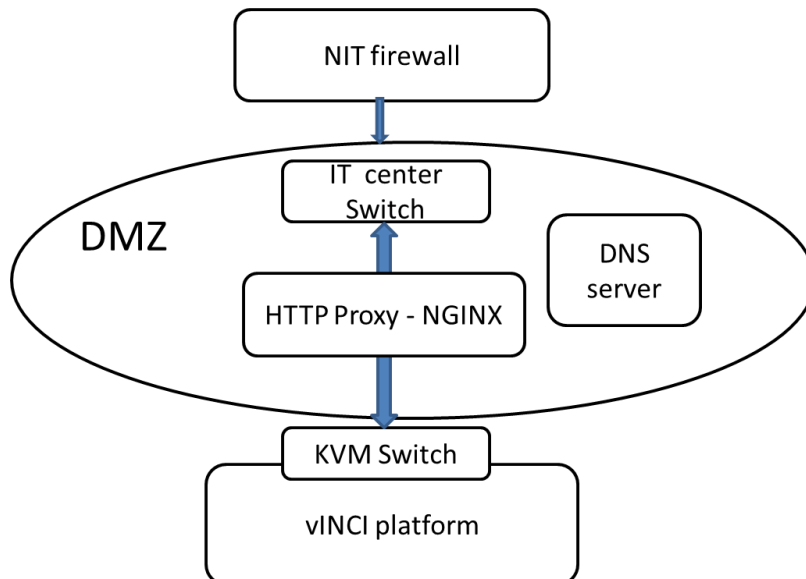 NIT firewall
IT center
Switch
DMZ
DNS
server
HTTP Proxy - NGINX
KVM Switch
vINCI platform